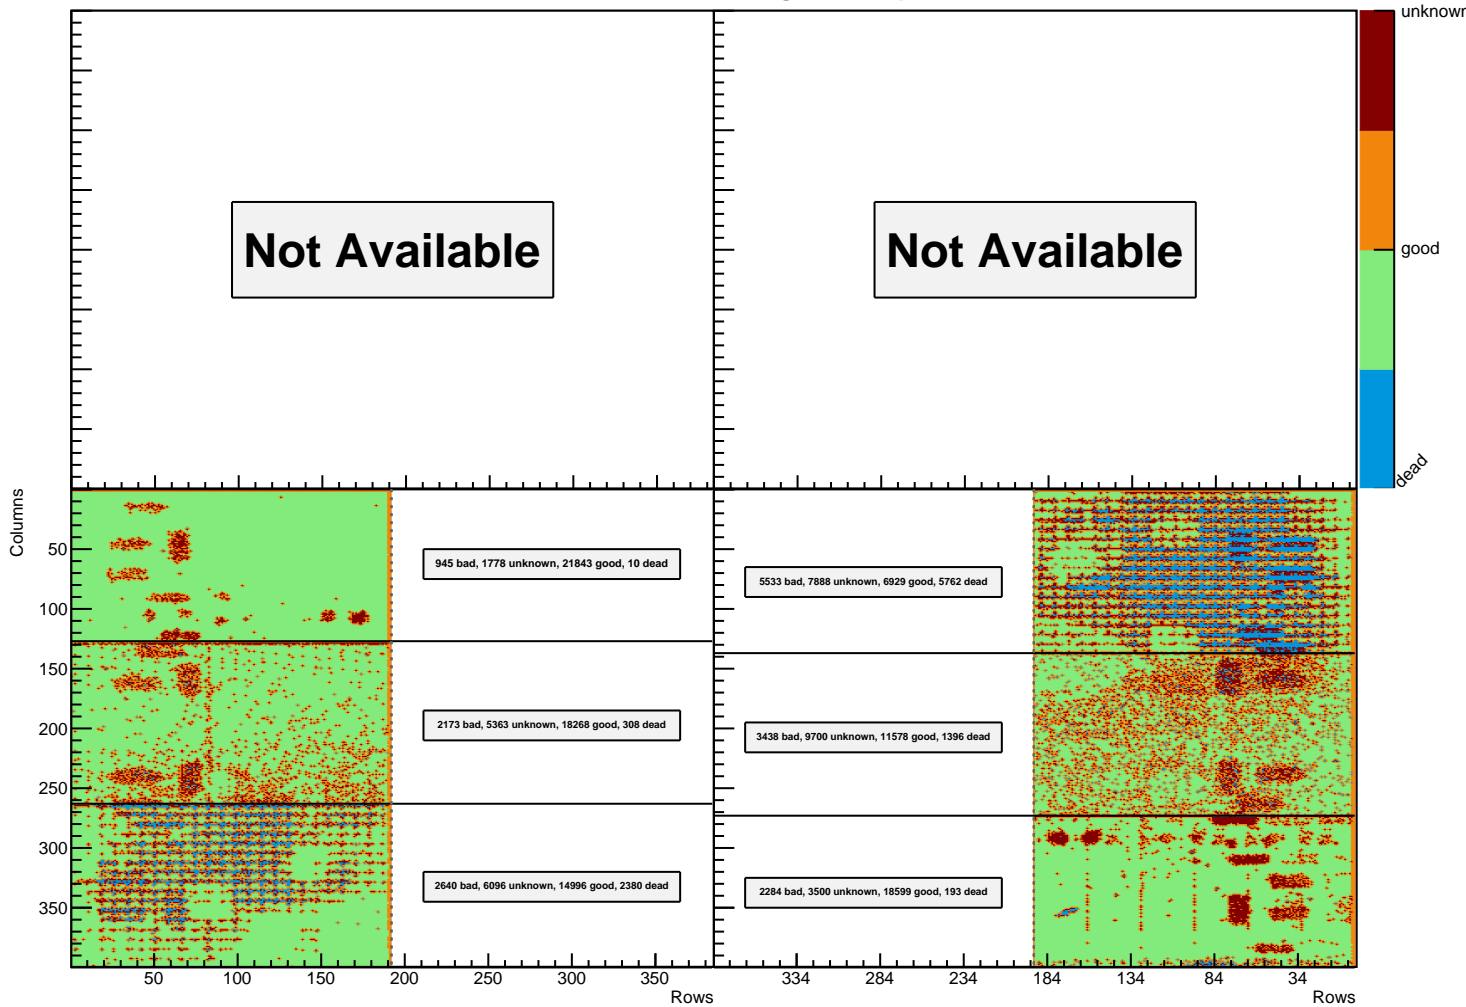 unknown
Not Available
Not Available
good
dead
Columns
50
100
150
200
250
300
350
945 bad, 1778 unknown, 21843 good, 10 dead
5533 bad, 7888 unknown, 6929 good, 5762 dead
2173 bad, 5363 unknown, 18268 good, 308 dead
3438 bad, 9700 unknown, 11578 good, 1396 dead
2640 bad, 6096 unknown, 14996 good, 2380 dead
2284 bad, 3500 unknown, 18599 good, 193 dead
50 100 150 200 250 300 350
334 284 234 184 134 84 34
Rows
Rows